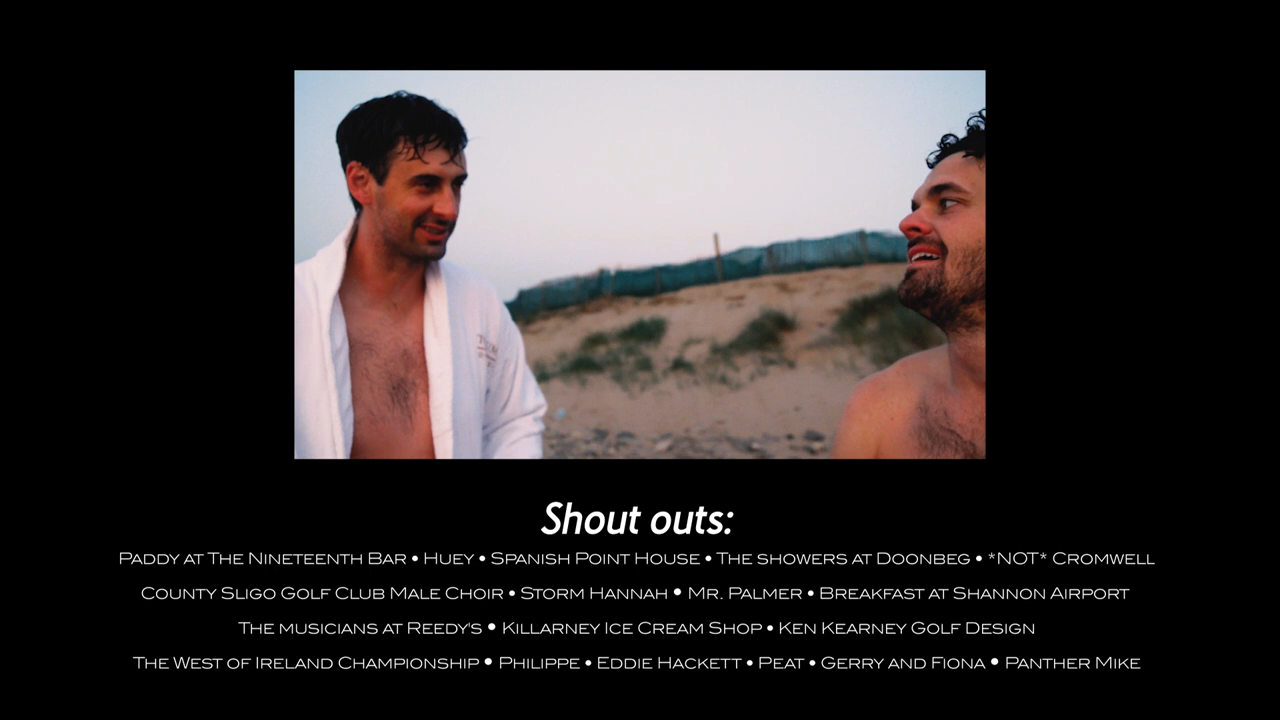 Shout outs:
Paddy at The Nineteenth Bar • Huey • Spanish Point House • The showers at Doonbeg • *NOT* Cromwell
County Sligo Golf Club Male Choir • Storm Hannah • Mr. Palmer • Breakfast at Shannon Airport
The musicians at Reedy's • Killarney Ice Cream Shop • Ken Kearney Golf Design
The West of Ireland Championship • Philippe • Eddie Hackett • Peat • Gerry and Fiona • Panther Mike